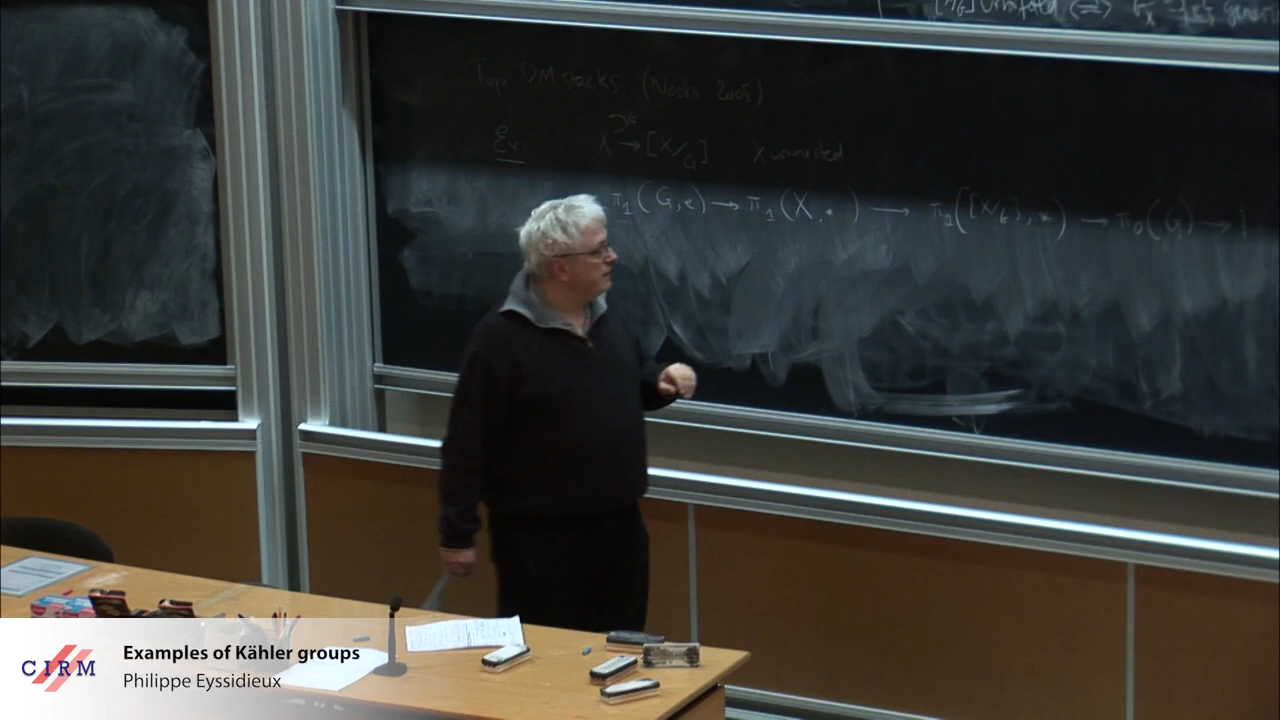 [X/G] orbifold ⟺
Top DM stacks (Noohi 2005)
Ex X → [X/G] X connected
π₁(G,e) → π₁(X,*) → π₁([X/G],*) → π₀(G) → 1
CIRM
Examples of Kähler groups
Philippe Eyssidieux